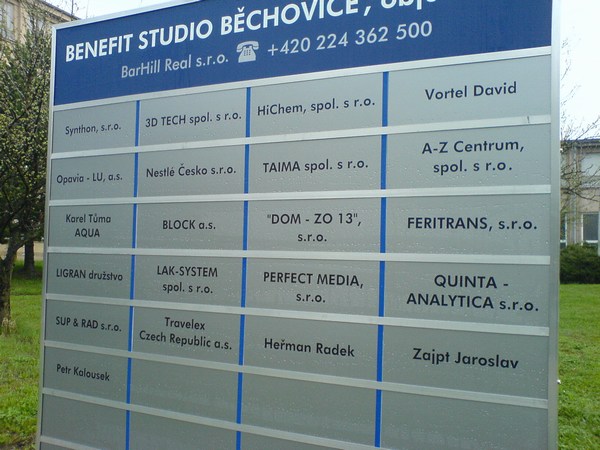 BENEFIT STUDIO BĚCHOVICE,
BarHill Real s.r.o. ☎ +420 224 362 500
Synthon, s.r.o.
3D TECH spol. s r.o.
HiChem, spol. s r.o.
Vortel David
Opavia - LU, a.s.
Nestlé Česko s.r.o.
TAIMA spol. s r.o.
A-Z Centrum,
spol. s r.o.
Karel Tůma
AQUA
BLOCK a.s.
"DOM - ZO 13",
s.r.o.
FERITRANS, s.r.o.
LIGRAN družstvo
LAK-SYSTEM
spol. s r.o.
PERFECT MEDIA,
s.r.o.
QUINTA -
ANALYTICA s.r.o.
SUP & RAD s.r.o.
Travelex
Czech Republic a.s.
Heřman Radek
Zajpt Jaroslav
Petr Kalousek